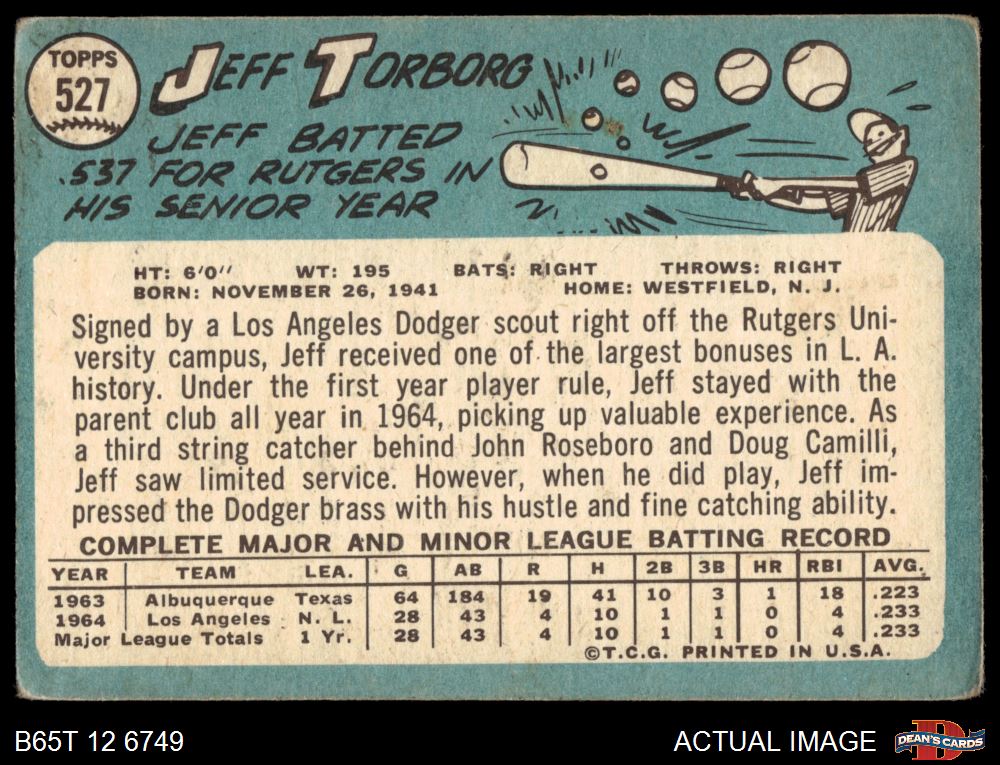 TOPPS
527
JEFF TORBORG
JEFF BATTED
.537 FOR RUTGERS IN
HIS SENIOR YEAR
HT: 6'0" WT: 195 BATS: RIGHT THROWS: RIGHT
BORN: NOVEMBER 26, 1941 HOME: WESTFIELD, N. J.
Signed by a Los Angeles Dodger scout right off the Rutgers Uni-
versity campus, Jeff received one of the largest bonuses in L. A.
history. Under the first year player rule, Jeff stayed with the
parent club all year in 1964, picking up valuable experience. As
a third string catcher behind John Roseboro and Doug Camilli,
Jeff saw limited service. However, when he did play, Jeff im-
pressed the Dodger brass with his hustle and fine catching ability.
COMPLETE MAJOR AND MINOR LEAGUE BATTING RECORD
YEAR TEAM LEA. G AB R H 2B 3B HR RBI AVG.
1963 Albuquerque Texas 64 184 19 41 10 3 1 18 .223
1964 Los Angeles N. L. 28 43 4 10 1 1 0 4 .233
Major League Totals 1 Yr. 28 43 4 10 1 1 0 4 .233
©T.C.G. PRINTED IN U.S.A.
B65T 12 6749 ACTUAL IMAGE DEAN'S CARDS